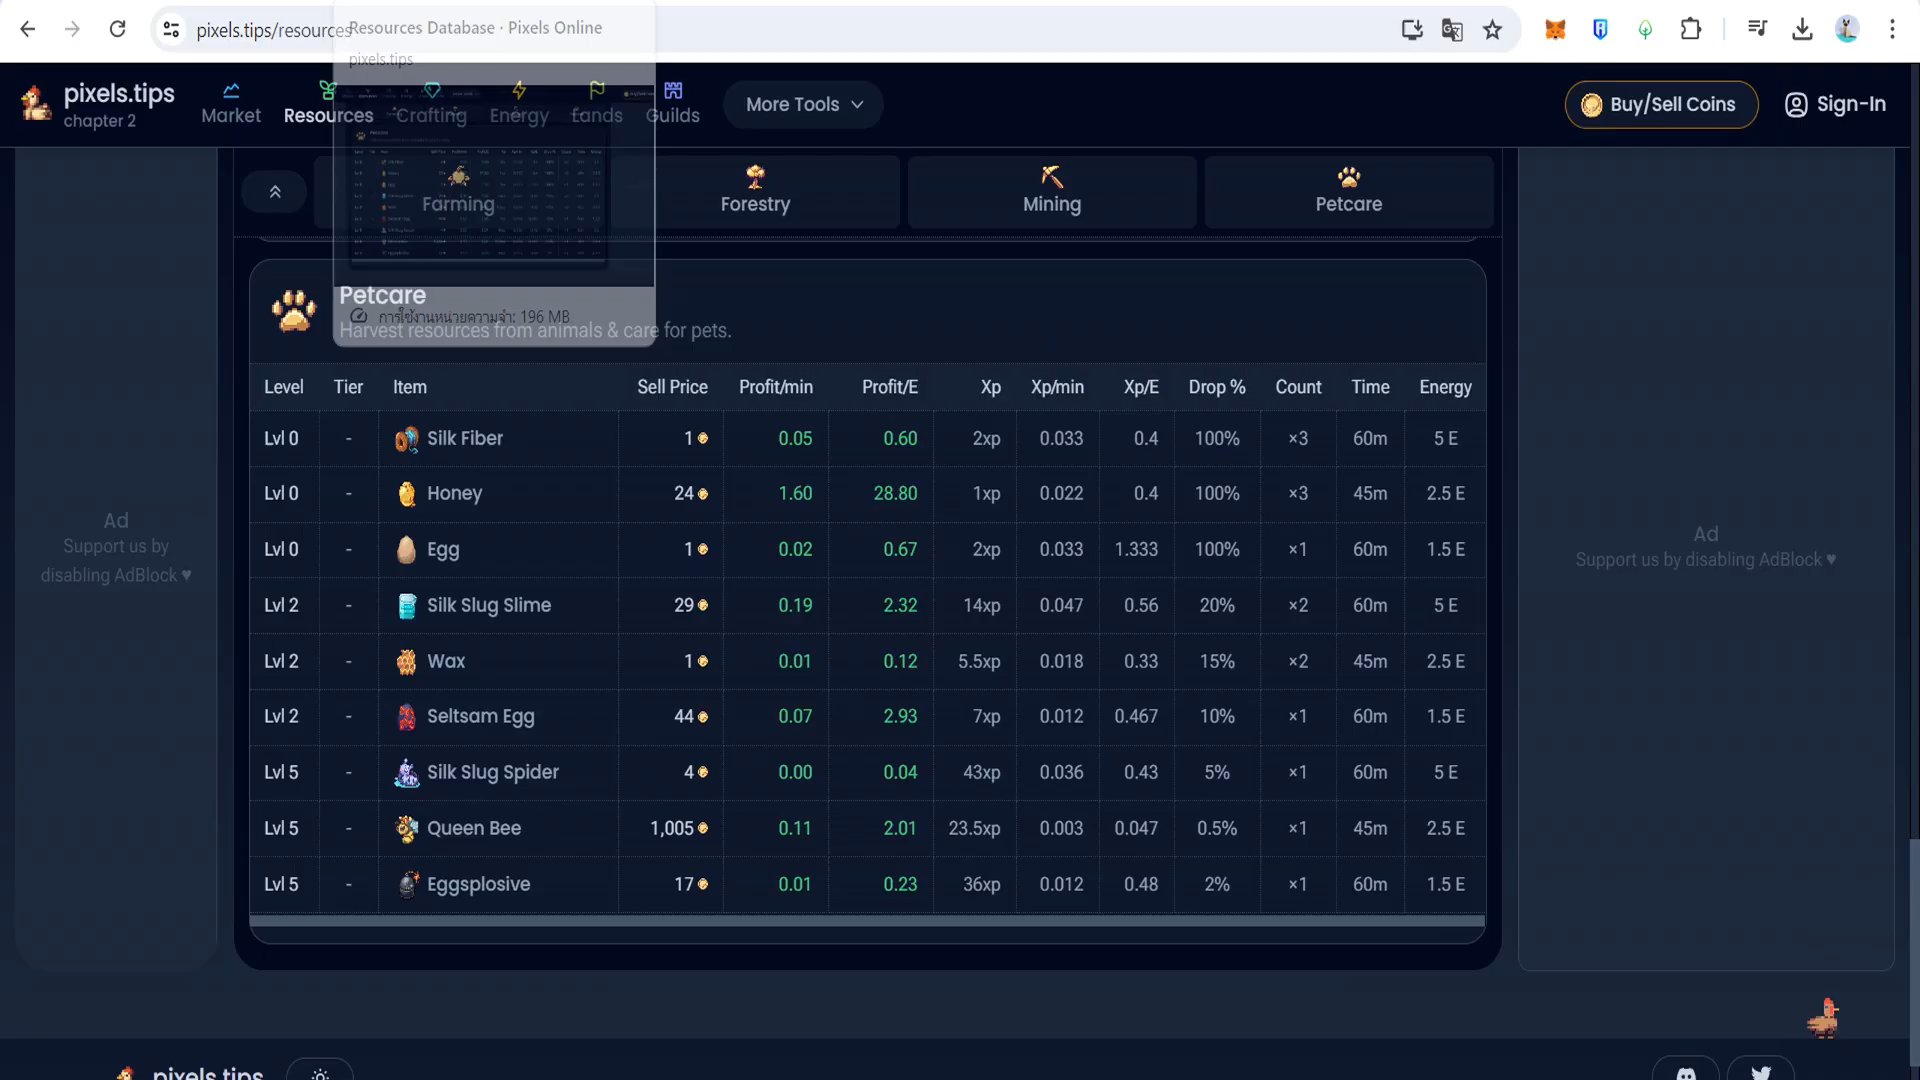 pixels.tips/resources
Resources Database · Pixels Online
pixels.tips
pixels.tips
chapter 2
Market
Resources
Crafting
Energy
Lands
Guilds
More Tools
Buy/Sell Coins
Sign-In
Farming
Forestry
Mining
Petcare
Petcare
การใช้งานหน่วยความจำ: 196 MB
Harvest resources from animals & care for pets.
Level Tier Item Sell Price Profit/min Profit/E Xp Xp/min Xp/E Drop % Count Time Energy
Lvl 0 - Silk Fiber 1 0.05 0.60 2xp 0.033 0.4 100% ×3 60m 5 E
Lvl 0 - Honey 24 1.60 28.80 1xp 0.022 0.4 100% ×3 45m 2.5 E
Lvl 0 - Egg 1 0.02 0.67 2xp 0.033 1.333 100% ×1 60m 1.5 E
Lvl 2 - Silk Slug Slime 29 0.19 2.32 14xp 0.047 0.56 20% ×2 60m 5 E
Lvl 2 - Wax 1 0.01 0.12 5.5xp 0.018 0.33 15% ×2 45m 2.5 E
Lvl 2 - Seltsam Egg 44 0.07 2.93 7xp 0.012 0.467 10% ×1 60m 1.5 E
Lvl 5 - Silk Slug Spider 4 0.00 0.04 43xp 0.036 0.43 5% ×1 60m 5 E
Lvl 5 - Queen Bee 1,005 0.11 2.01 23.5xp 0.003 0.047 0.5% ×1 45m 2.5 E
Lvl 5 - Eggsplosive 17 0.01 0.23 36xp 0.012 0.48 2% ×1 60m 1.5 E
Ad
Support us by
disabling AdBlock ♥
Ad
Support us by disabling AdBlock ♥
pixels.tips